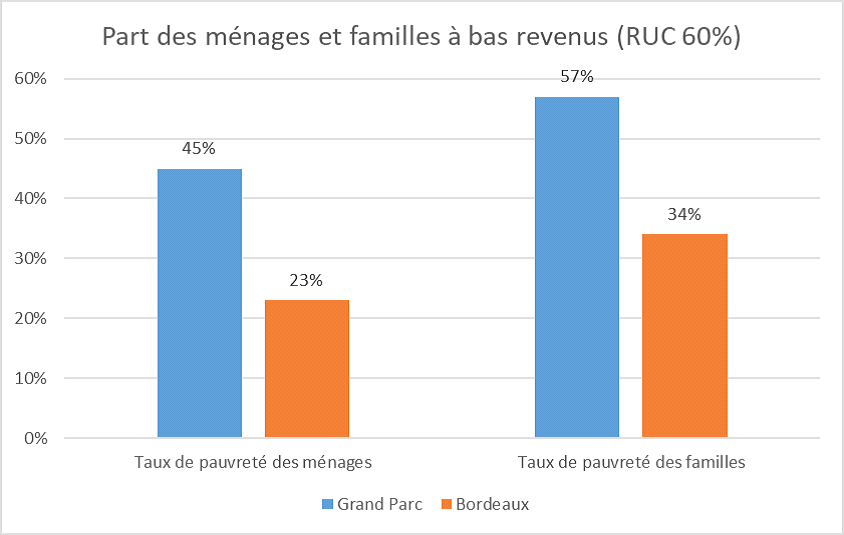 Part des ménages et familles à bas revenus (RUC 60%)
60%
50%
40%
30%
20%
10%
0%
45%
23%
57%
34%
Taux de pauvreté des ménages
Taux de pauvreté des familles
Grand Parc
Bordeaux